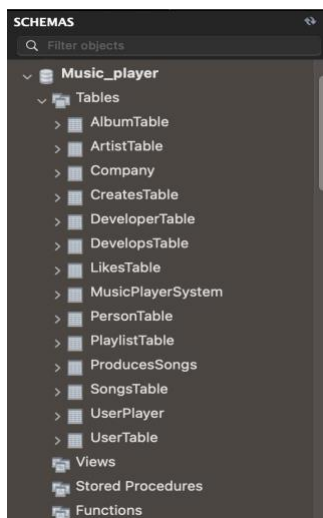 SCHEMAS
Filter objects
Music_player
Tables
AlbumTable
ArtistTable
Company
CreatesTable
DeveloperTable
DevelopsTable
LikesTable
MusicPlayerSystem
PersonTable
PlaylistTable
ProducesSongs
SongsTable
UserPlayer
UserTable
Views
Stored Procedures
Functions